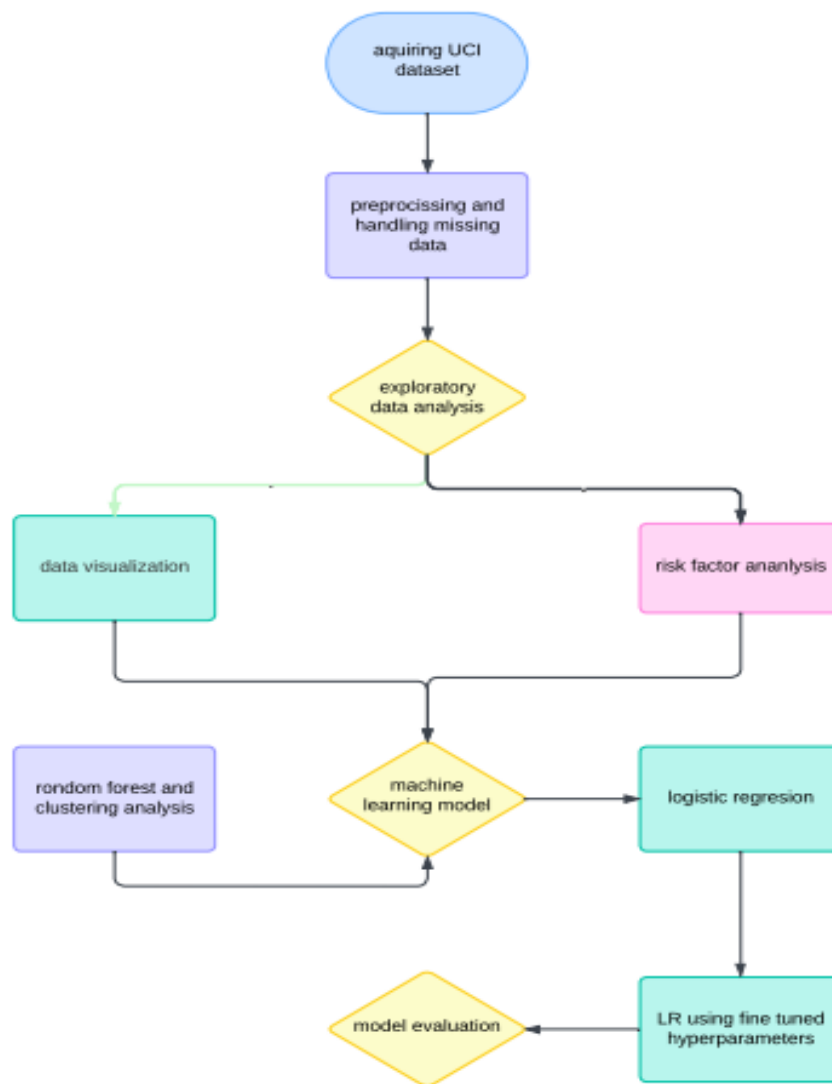 aquiring UCI
dataset
preprocissing and
handling missing
data
exploratory
data analysis
data visualization
risk factor ananlysis
rondom forest and
clustering analysis
machine
learning model
logistic regresion
model evaluation
LR using fine tuned
hyperparameters